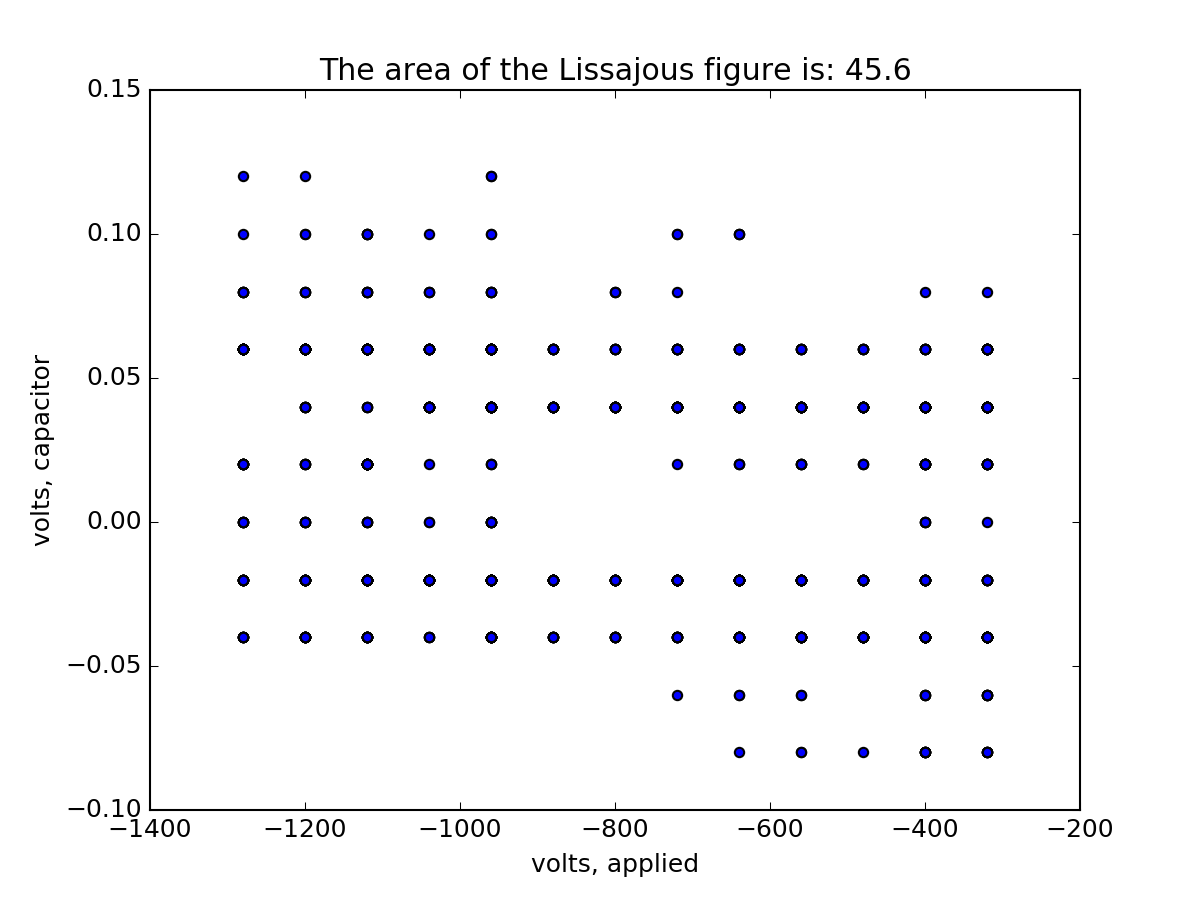 The area of the Lissajous figure is: 45.6
0.15
0.10
0.05
0.00
−0.05
−0.10
volts, capacitor
−1400 −1200 −1000 −800 −600 −400 −200
volts, applied